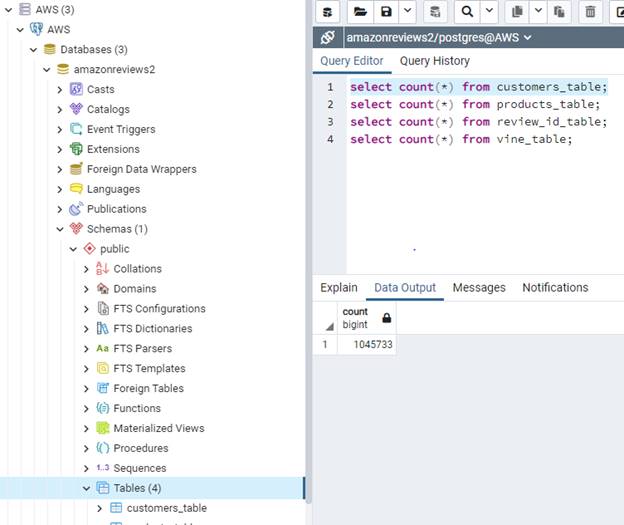 AWS (3)
AWS
Databases (3)
amazonreviews2
Casts
Catalogs
Event Triggers
Extensions
Foreign Data Wrappers
Languages
Publications
Schemas (1)
public
Collations
Domains
FTS Configurations
FTS Dictionaries
Aa FTS Parsers
FTS Templates
Foreign Tables
Functions
Materialized Views
Procedures
1..3 Sequences
Tables (4)
customers_table
amazonreviews2/postgres@AWS
Query Editor Query History
1 select count(*) from customers_table;
2 select count(*) from products_table;
3 select count(*) from review_id_table;
4 select count(*) from vine_table;
Explain Data Output Messages Notifications
count
bigint
1 1045733